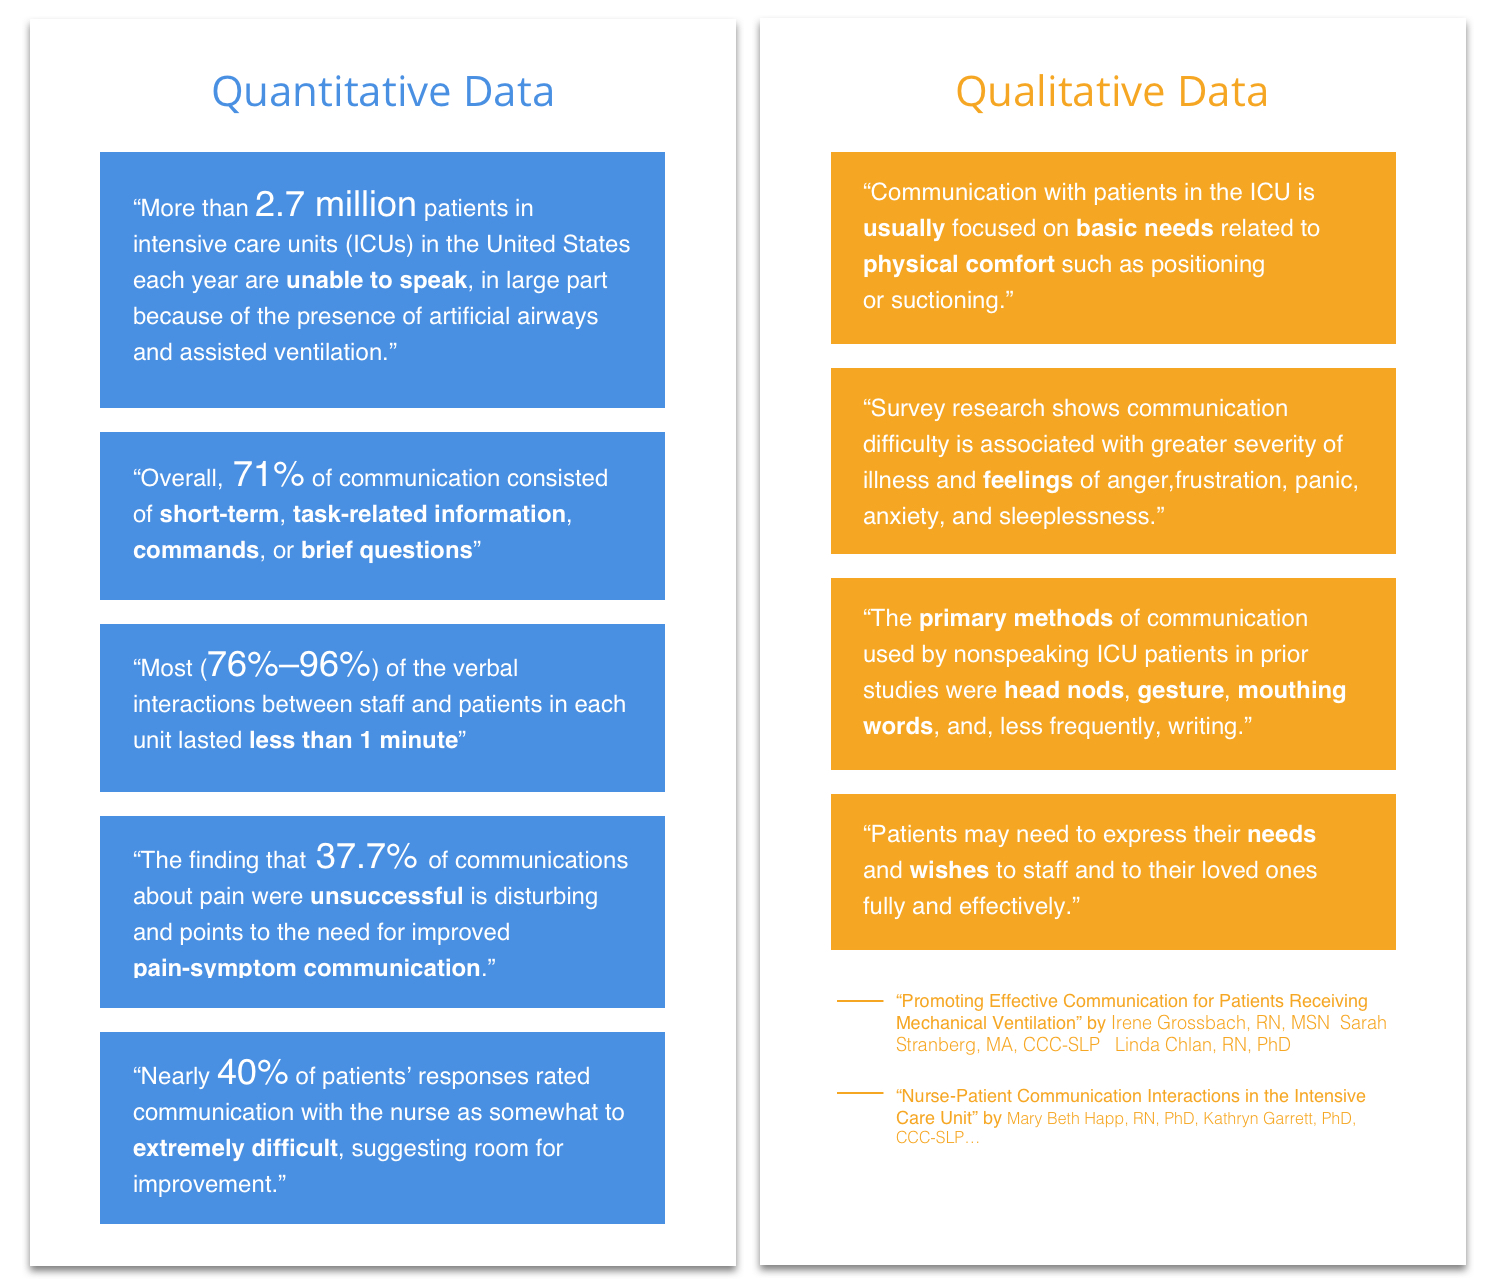 Quantitative Data
“More than 2.7 million patients in
intensive care units (ICUs) in the United States
each year are unable to speak, in large part
because of the presence of artificial airways
and assisted ventilation.”
“Overall, 71% of communication consisted
of short-term, task-related information,
commands, or brief questions”
“Most (76%–96%) of the verbal
interactions between staff and patients in each
unit lasted less than 1 minute”
“The finding that 37.7% of communications
about pain were unsuccessful is disturbing
and points to the need for improved
pain-symptom communication.”
“Nearly 40% of patients’ responses rated
communication with the nurse as somewhat to
extremely difficult, suggesting room for
improvement.”
Qualitative Data
“Communication with patients in the ICU is
usually focused on basic needs related to
physical comfort such as positioning
or suctioning.”
“Survey research shows communication
difficulty is associated with greater severity of
illness and feelings of anger,frustration, panic,
anxiety, and sleeplessness.”
“The primary methods of communication
used by nonspeaking ICU patients in prior
studies were head nods, gesture, mouthing
words, and, less frequently, writing.”
“Patients may need to express their needs
and wishes to staff and to their loved ones
fully and effectively.”
“Promoting Effective Communication for Patients Receiving
Mechanical Ventilation” by Irene Grossbach, RN, MSN Sarah
Stranberg, MA, CCC-SLP Linda Chlan, RN, PhD
“Nurse-Patient Communication Interactions in the Intensive
Care Unit” by Mary Beth Happ, RN, PhD, Kathryn Garrett, PhD,
CCC-SLP…